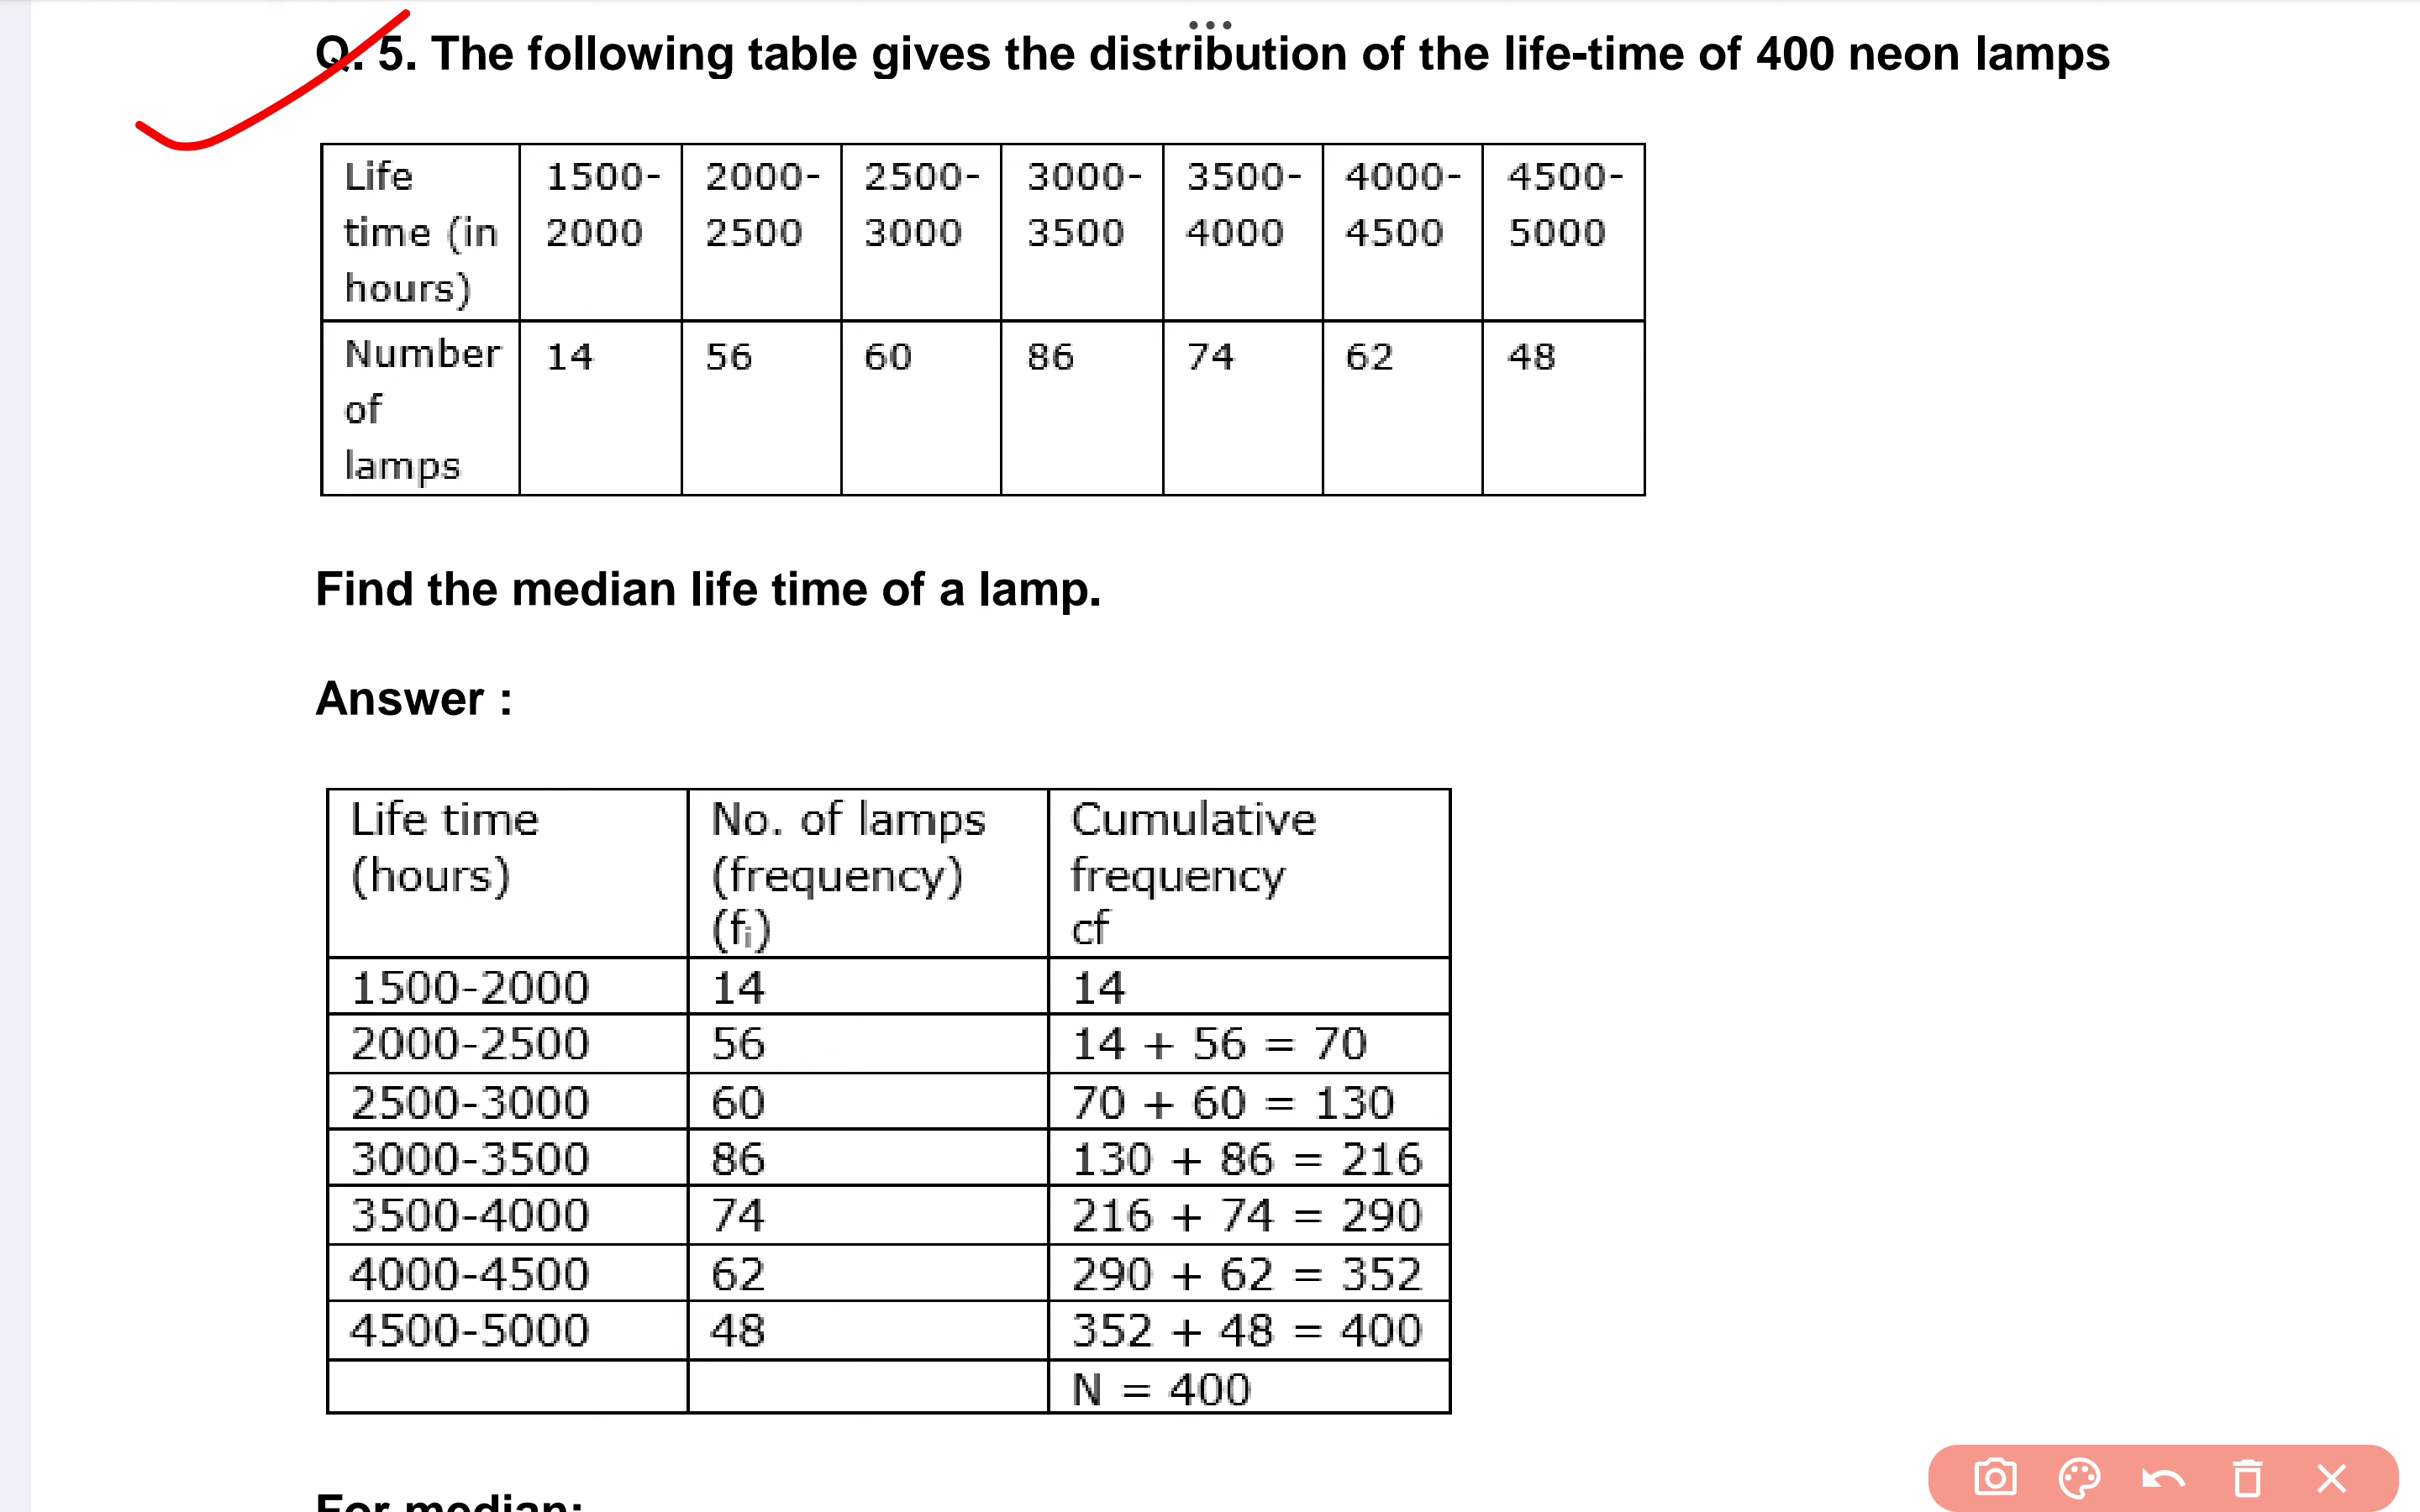 Q. 5. The following table gives the distribution of the life-time of 400 neon lamps
Life time (in hours) 1500-2000 2000-2500 2500-3000 3000-3500 3500-4000 4000-4500 4500-5000
Number of lamps 14 56 60 86 74 62 48
Find the median life time of a lamp.
Answer :
Life time (hours) No. of lamps (frequency) (fi) Cumulative frequency cf
1500-2000 14 14
2000-2500 56 14 + 56 = 70
2500-3000 60 70 + 60 = 130
3000-3500 86 130 + 86 = 216
3500-4000 74 216 + 74 = 290
4000-4500 62 290 + 62 = 352
4500-5000 48 352 + 48 = 400
N = 400
For median: